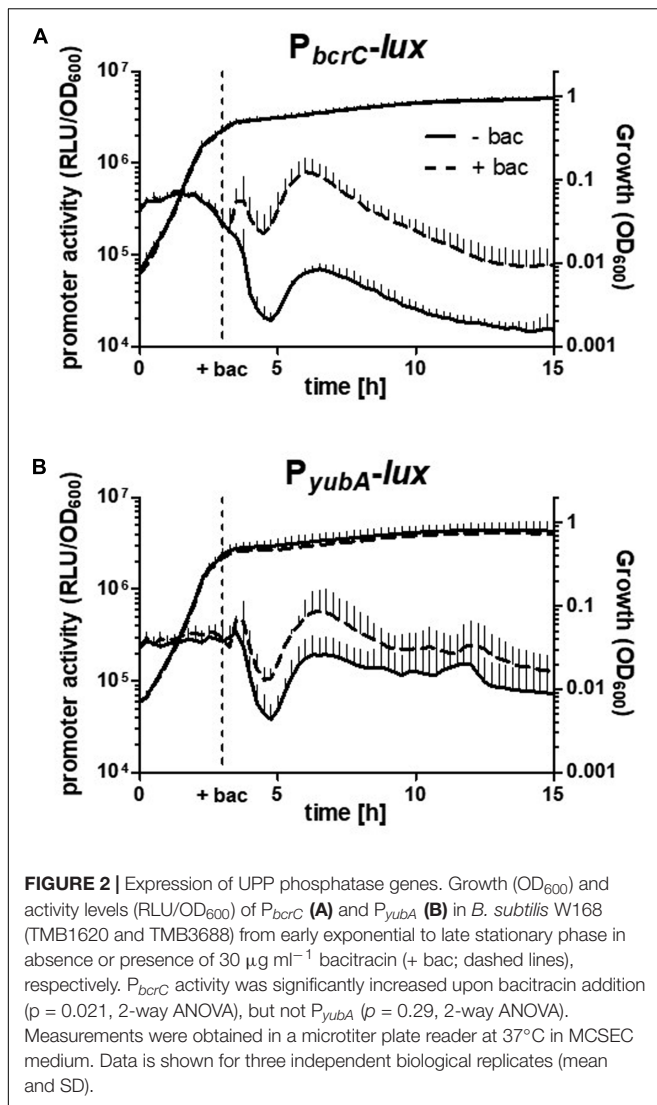 A
P_bcrC-lux
promoter activity (RLU/OD₆₀₀)
10⁷
10⁶
10⁵
10⁴
Growth (OD₆₀₀)
1
0.1
0.01
0.001
- bac
+ bac
0 5 10 15
+ bac
time [h]
B
P_yubA-lux
promoter activity (RLU/OD₆₀₀)
10⁷
10⁶
10⁵
10⁴
Growth (OD₆₀₀)
1
0.1
0.01
0.001
0 5 10 15
+ bac
time [h]
FIGURE 2 | Expression of UPP phosphatase genes. Growth (OD₆₀₀) and
activity levels (RLU/OD₆₀₀) of P_bcrC (A) and P_yubA (B) in B. subtilis W168
(TMB1620 and TMB3688) from early exponential to late stationary phase in
absence or presence of 30 μg ml⁻¹ bacitracin (+ bac; dashed lines),
respectively. P_bcrC activity was significantly increased upon bacitracin addition
(p = 0.021, 2-way ANOVA), but not P_yubA (p = 0.29, 2-way ANOVA).
Measurements were obtained in a microtiter plate reader at 37°C in MCSEC
medium. Data is shown for three independent biological replicates (mean
and SD).